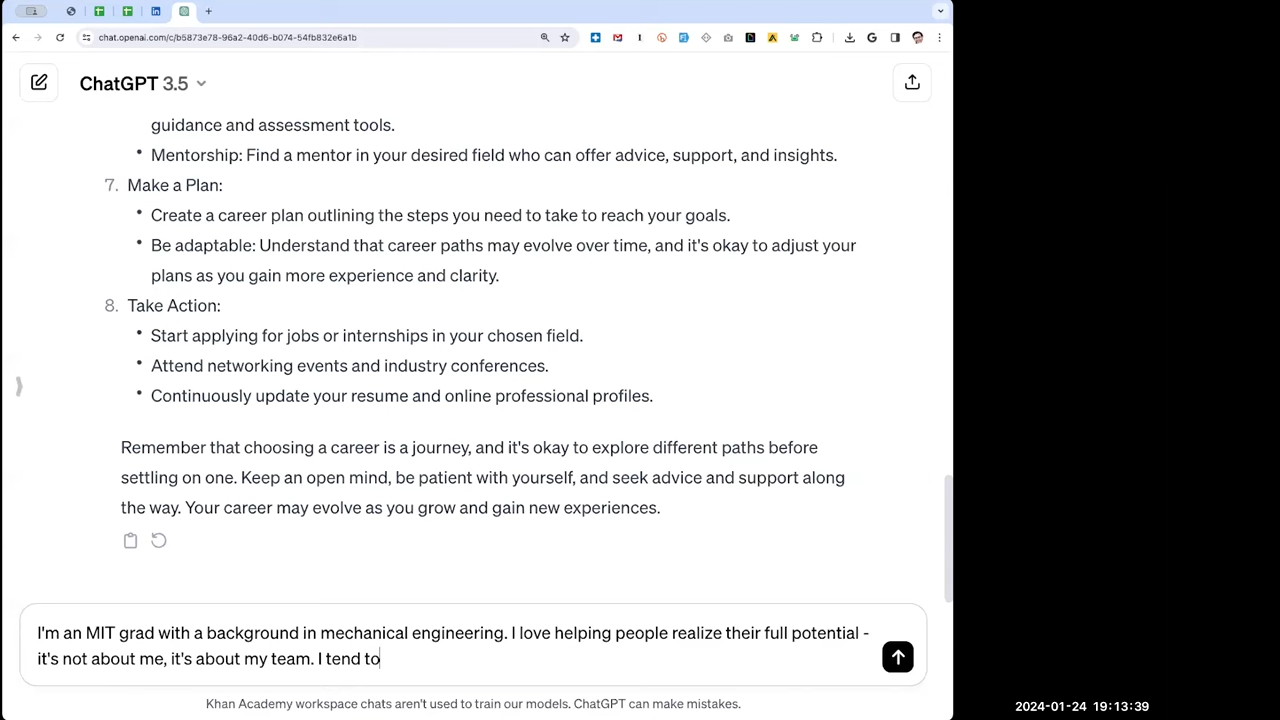 chat.openai.com/c/b5873e78-96a2-40d6-b074-54fb832e6a1b
ChatGPT 3.5
guidance and assessment tools.
• Mentorship: Find a mentor in your desired field who can offer advice, support, and insights.
7. Make a Plan:
• Create a career plan outlining the steps you need to take to reach your goals.
• Be adaptable: Understand that career paths may evolve over time, and it's okay to adjust your
plans as you gain more experience and clarity.
8. Take Action:
• Start applying for jobs or internships in your chosen field.
• Attend networking events and industry conferences.
• Continuously update your resume and online professional profiles.
Remember that choosing a career is a journey, and it's okay to explore different paths before
settling on one. Keep an open mind, be patient with yourself, and seek advice and support along
the way. Your career may evolve as you grow and gain new experiences.
I'm an MIT grad with a background in mechanical engineering. I love helping people realize their full potential -
it's not about me, it's about my team. I tend to
Khan Academy workspace chats aren't used to train our models. ChatGPT can make mistakes.
2024-01-24 19:13:39